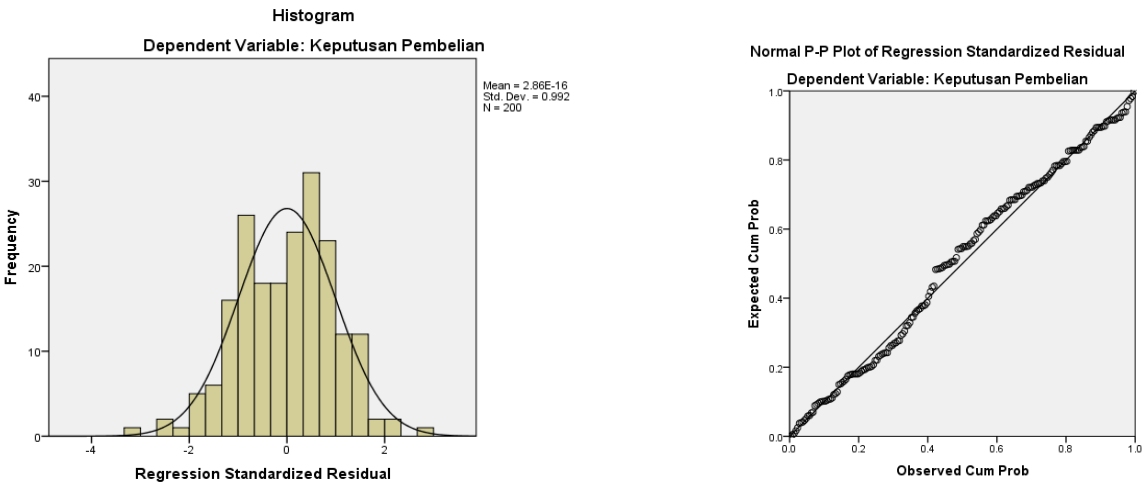 Histogram
Dependent Variable: Keputusan Pembelian
Mean = 2.86E-16
Std. Dev. = 0.992
N = 200
Frequency
40
30
20
10
0
-4 -2 0 2
Regression Standardized Residual
Normal P-P Plot of Regression Standardized Residual
Dependent Variable: Keputusan Pembelian
Expected Cum Prob
1.0
0.8
0.6
0.4
0.2
0.0
0.0 0.2 0.4 0.6 0.8 1.0
Observed Cum Prob